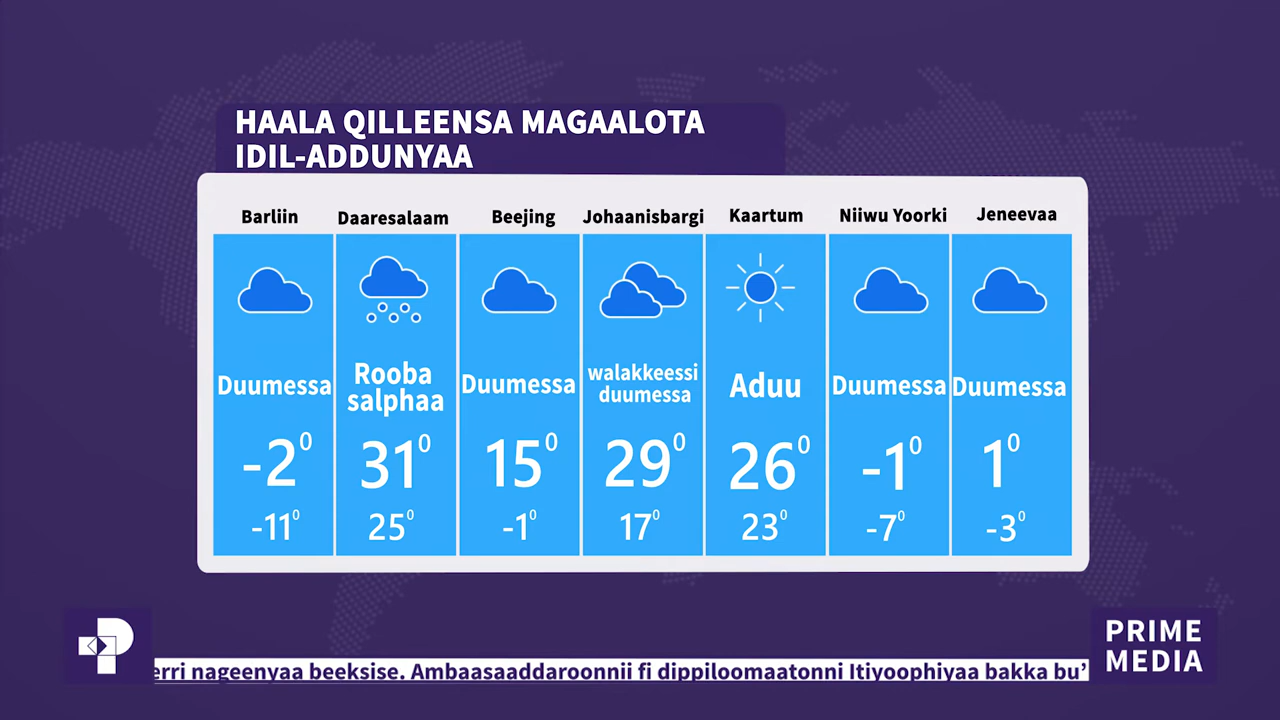 HAALA QILLEENSA MAGAALOTA
IDIL-ADDUNYAA
Barliin Daaresalaam Beejing Johaanisbargi Kaartum Niiwu Yoorki Jeneevaa
Duumessa
Rooba
salphaa
Duumessa
walakkeessi
duumessa
Aduu
Duumessa
Duumessa
-2⁰ 31⁰ 15⁰ 29⁰ 26⁰ -1⁰ 1⁰
-11⁰ 25⁰ -1⁰ 17⁰ 23⁰ -7⁰ -3⁰
PRIME
MEDIA
nageenyaa beeksise. Ambaasaaddaroonnii fi dippiloomaatonni Itiyoophiyaa bakka bu'